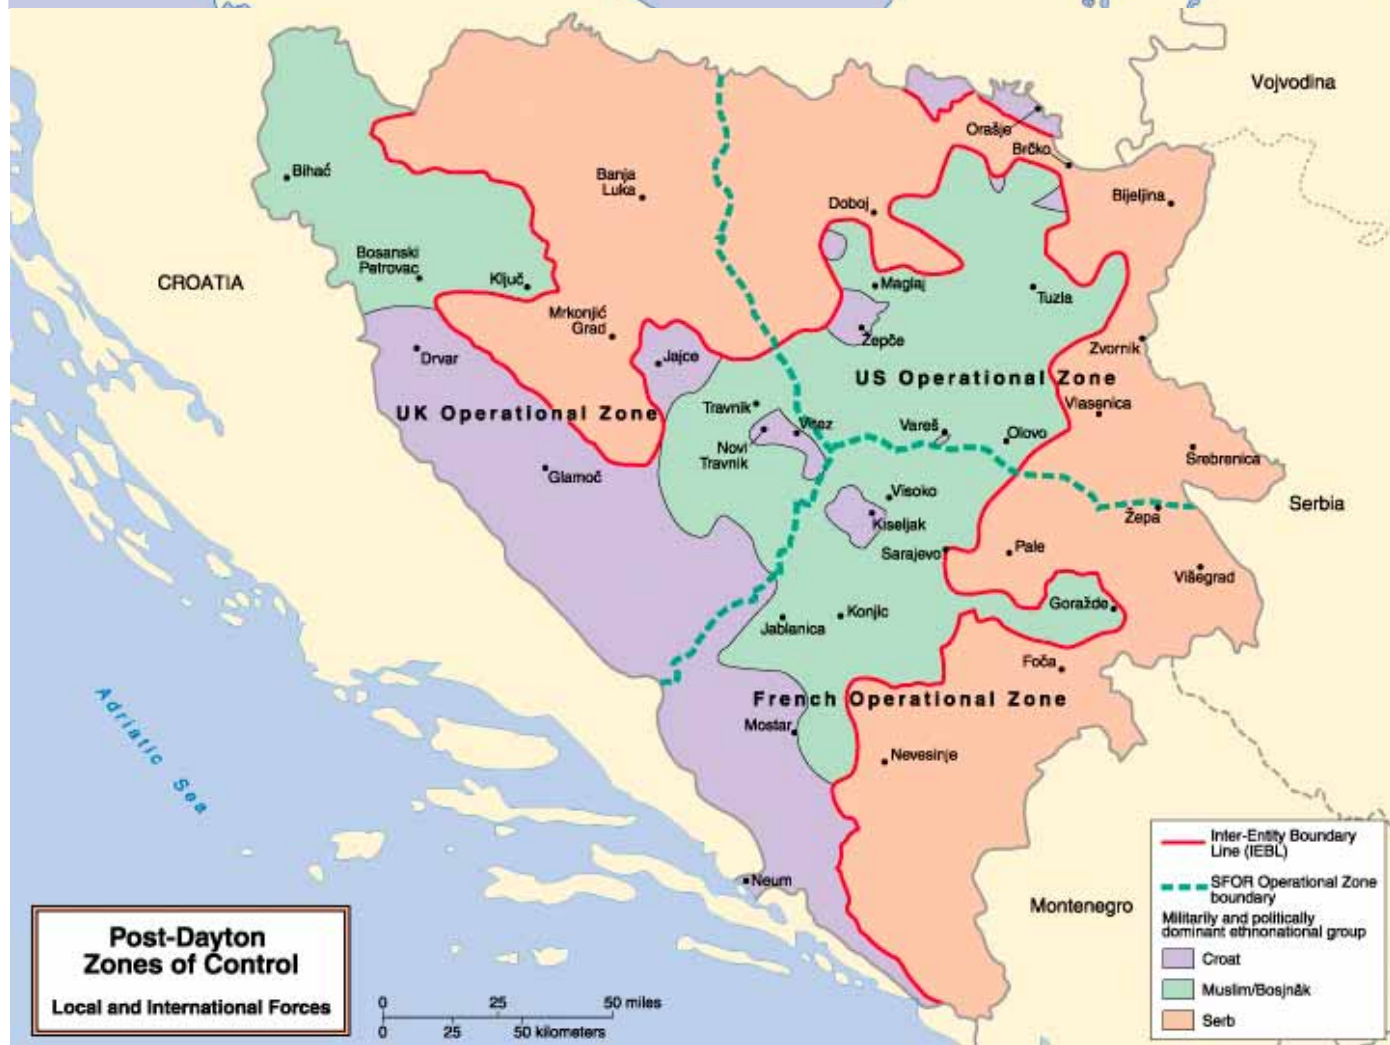 Vojvodina
Orašje
Brčko
Bihać
Banja
Luka
Bijeljina
Doboj
Bosanski
Petrovac
Ključ
CROATIA
Maglaj
Tuzla
Mrkonjić
Grad
Žepče
Zvornik
Drvar
Jajce
US Operational Zone
Vlasenica
UK Operational Zone
Travnik
Vitez
Vareš
Olovo
Novi
Travnik
Srebrenica
Glamoč
Visoko
Serbia
Kiseljak
Žepa
Sarajevo
Pale
Višegrad
Goražde
Jablanica
Konjic
Foča
French Operational Zone
Mostar
Nevesinje
Adriatic Sea
Neum
Montenegro
Inter-Entity Boundary
Line (IEBL)
SFOR Operational Zone
boundary
Militarily and politically
dominant ethnonational group
Croat
Muslim/Bosjnăk
Serb
Post-Dayton
Zones of Control
Local and International Forces
0 25 50 miles
0 25 50 kilometers